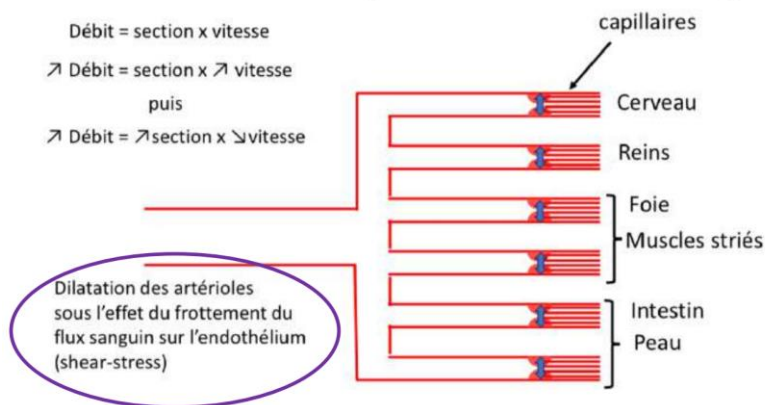 Débit = section x vitesse
↗ Débit = section x ↗ vitesse
puis
↗ Débit = ↗ section x ↘ vitesse
capillaires
Cerveau
Reins
Foie
Muscles striés
Intestin
Peau
Dilatation des artérioles
sous l’effet du frottement du
flux sanguin sur l’endothélium
(shear-stress)